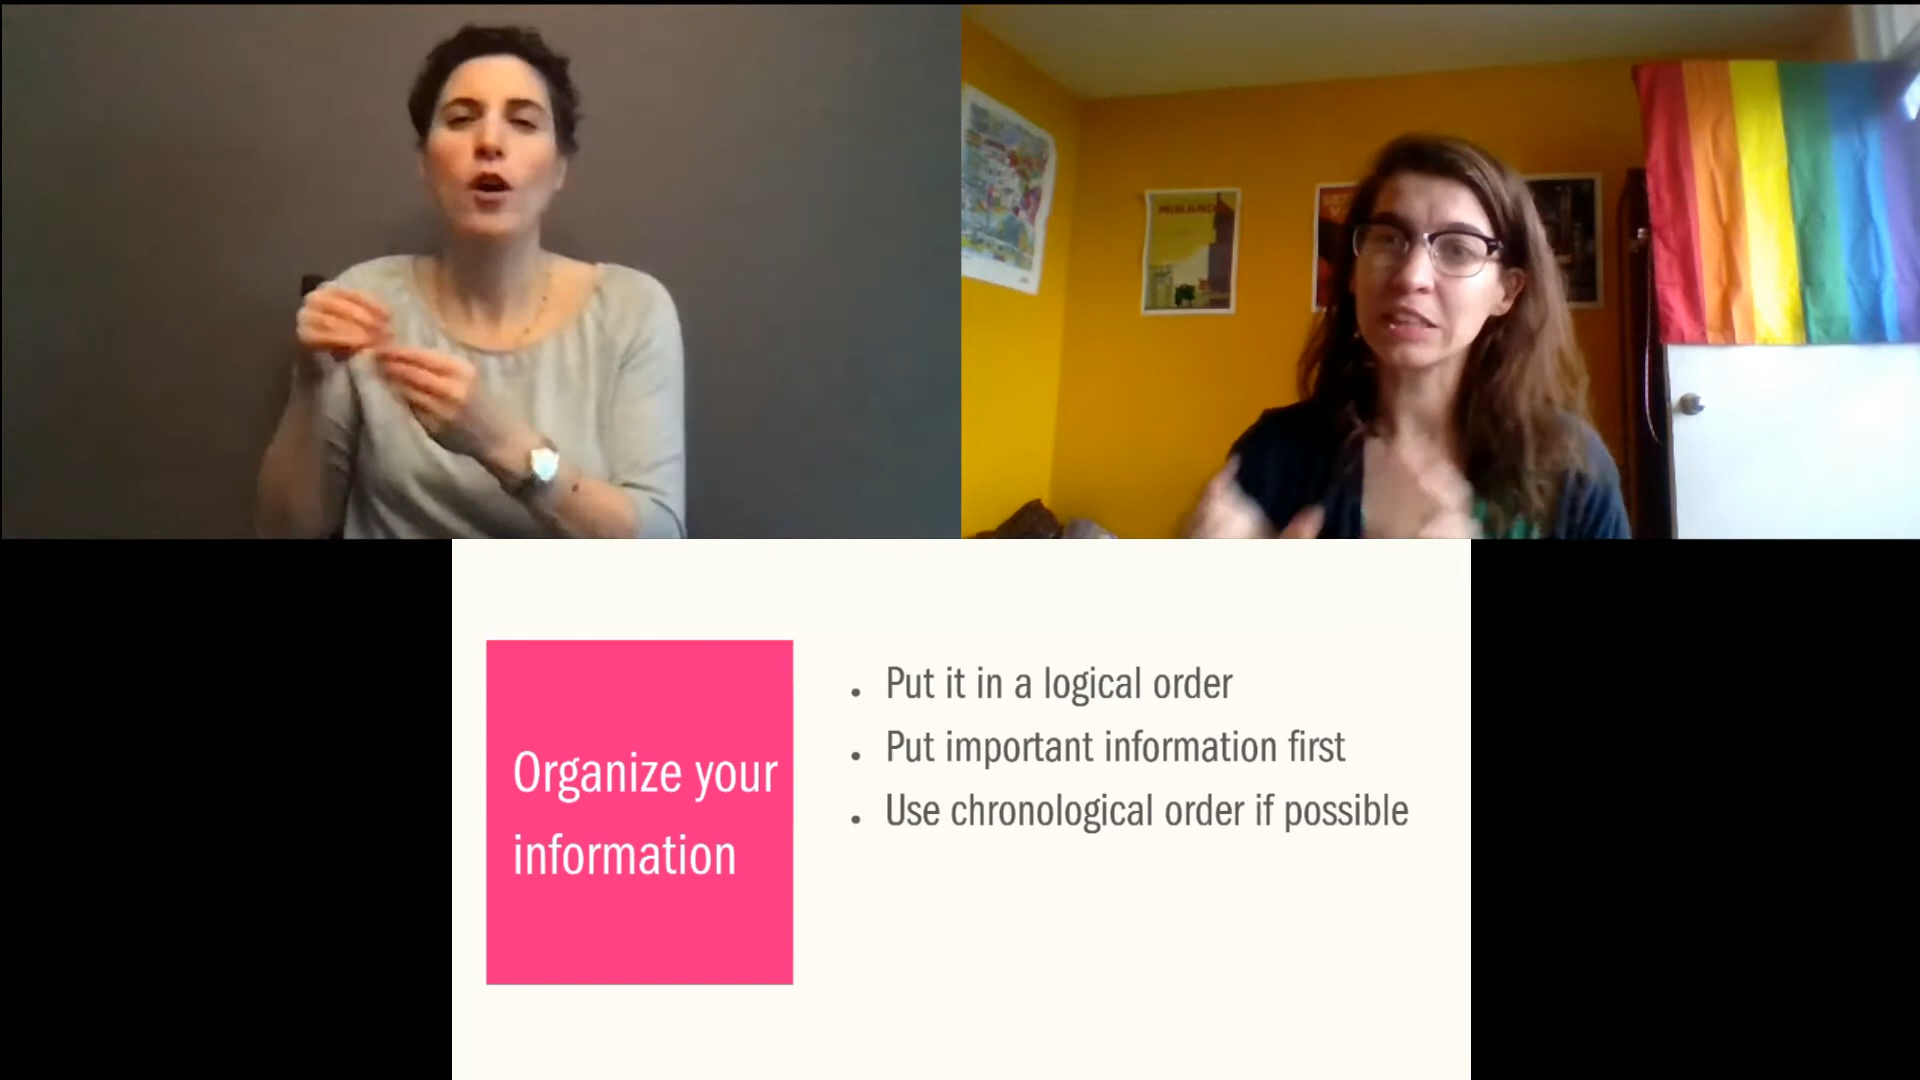 Organize your
information
Put it in a logical order
Put important information first
Use chronological order if possible